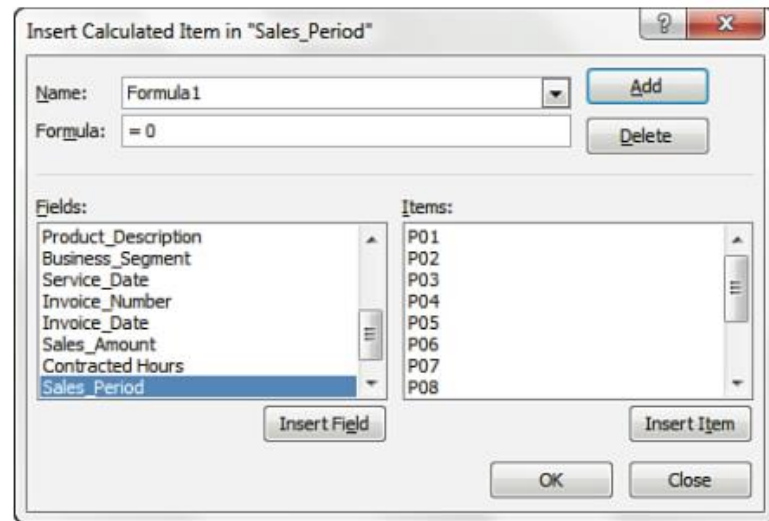 Insert Calculated Item in "Sales_Period"
Name: Formula1 Add
Formula: = 0 Delete
Fields: Items:
Product_Description P01
Business_Segment P02
Service_Date P03
Invoice_Number P04
Invoice_Date P05
Sales_Amount P06
Contracted Hours P07
Sales_Period P08
Insert Field Insert Item
OK Close